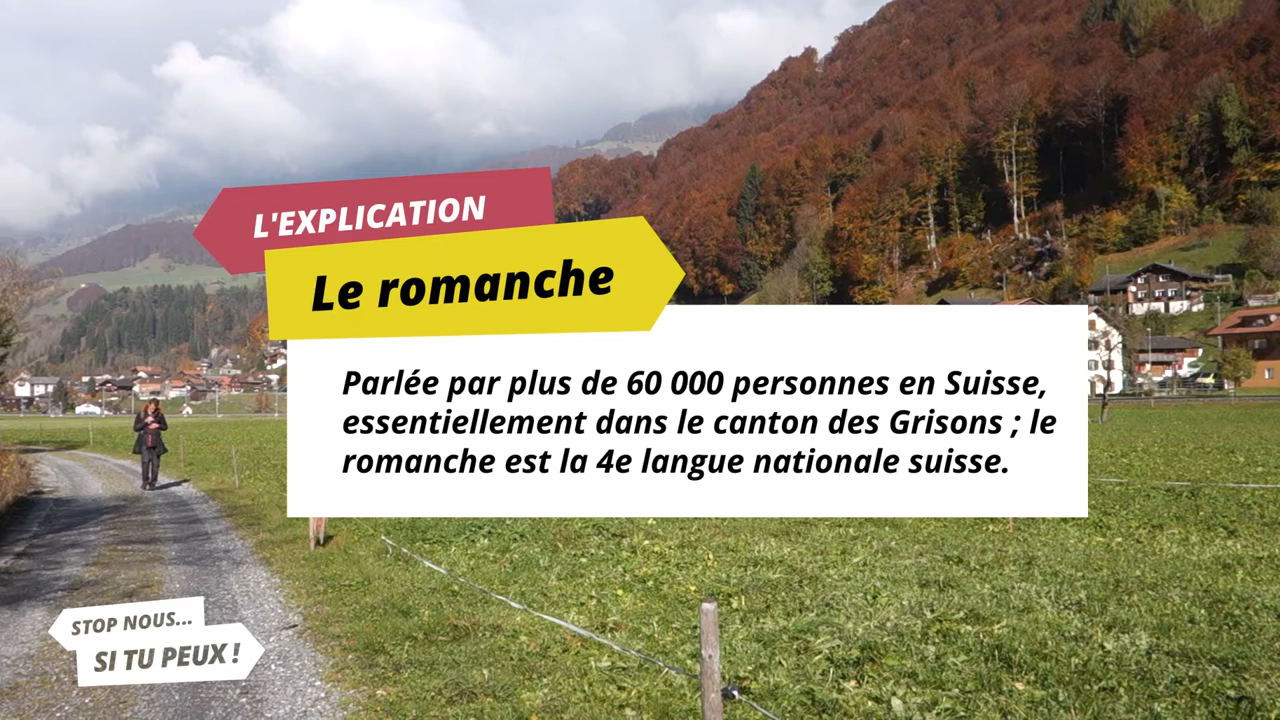 L'EXPLICATION
Le romanche
Parlée par plus de 60 000 personnes en Suisse,
essentiellement dans le canton des Grisons ; le
romanche est la 4e langue nationale suisse.
STOP NOUS...
SI TU PEUX !